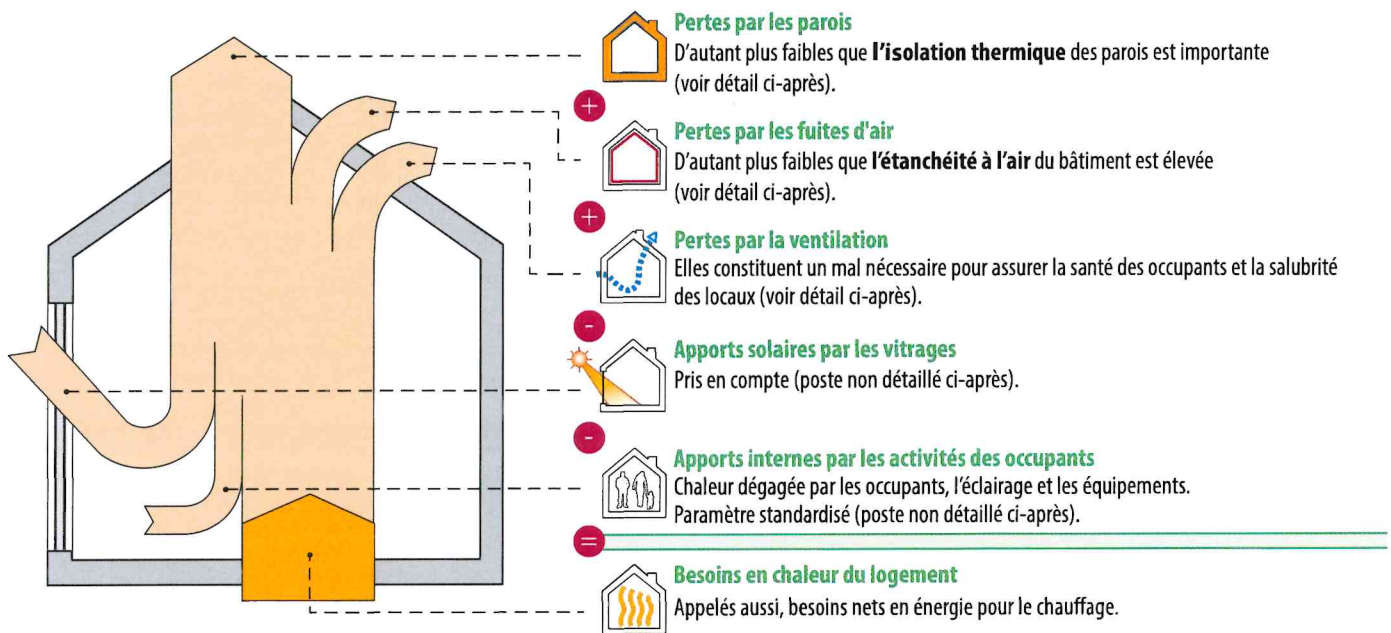 Pertes par les parois
D'autant plus faibles que l'isolation thermique des parois est importante
(voir détail ci-après).
+
Pertes par les fuites d'air
D'autant plus faibles que l'étanchéité à l'air du bâtiment est élevée
(voir détail ci-après).
+
Pertes par la ventilation
Elles constituent un mal nécessaire pour assurer la santé des occupants et la salubrité
des locaux (voir détail ci-après).
-
Apports solaires par les vitrages
Pris en compte (poste non détaillé ci-après).
-
Apports internes par les activités des occupants
Chaleur dégagée par les occupants, l'éclairage et les équipements.
Paramètre standardisé (poste non détaillé ci-après).
=
Besoins en chaleur du logement
Appelés aussi, besoins nets en énergie pour le chauffage.